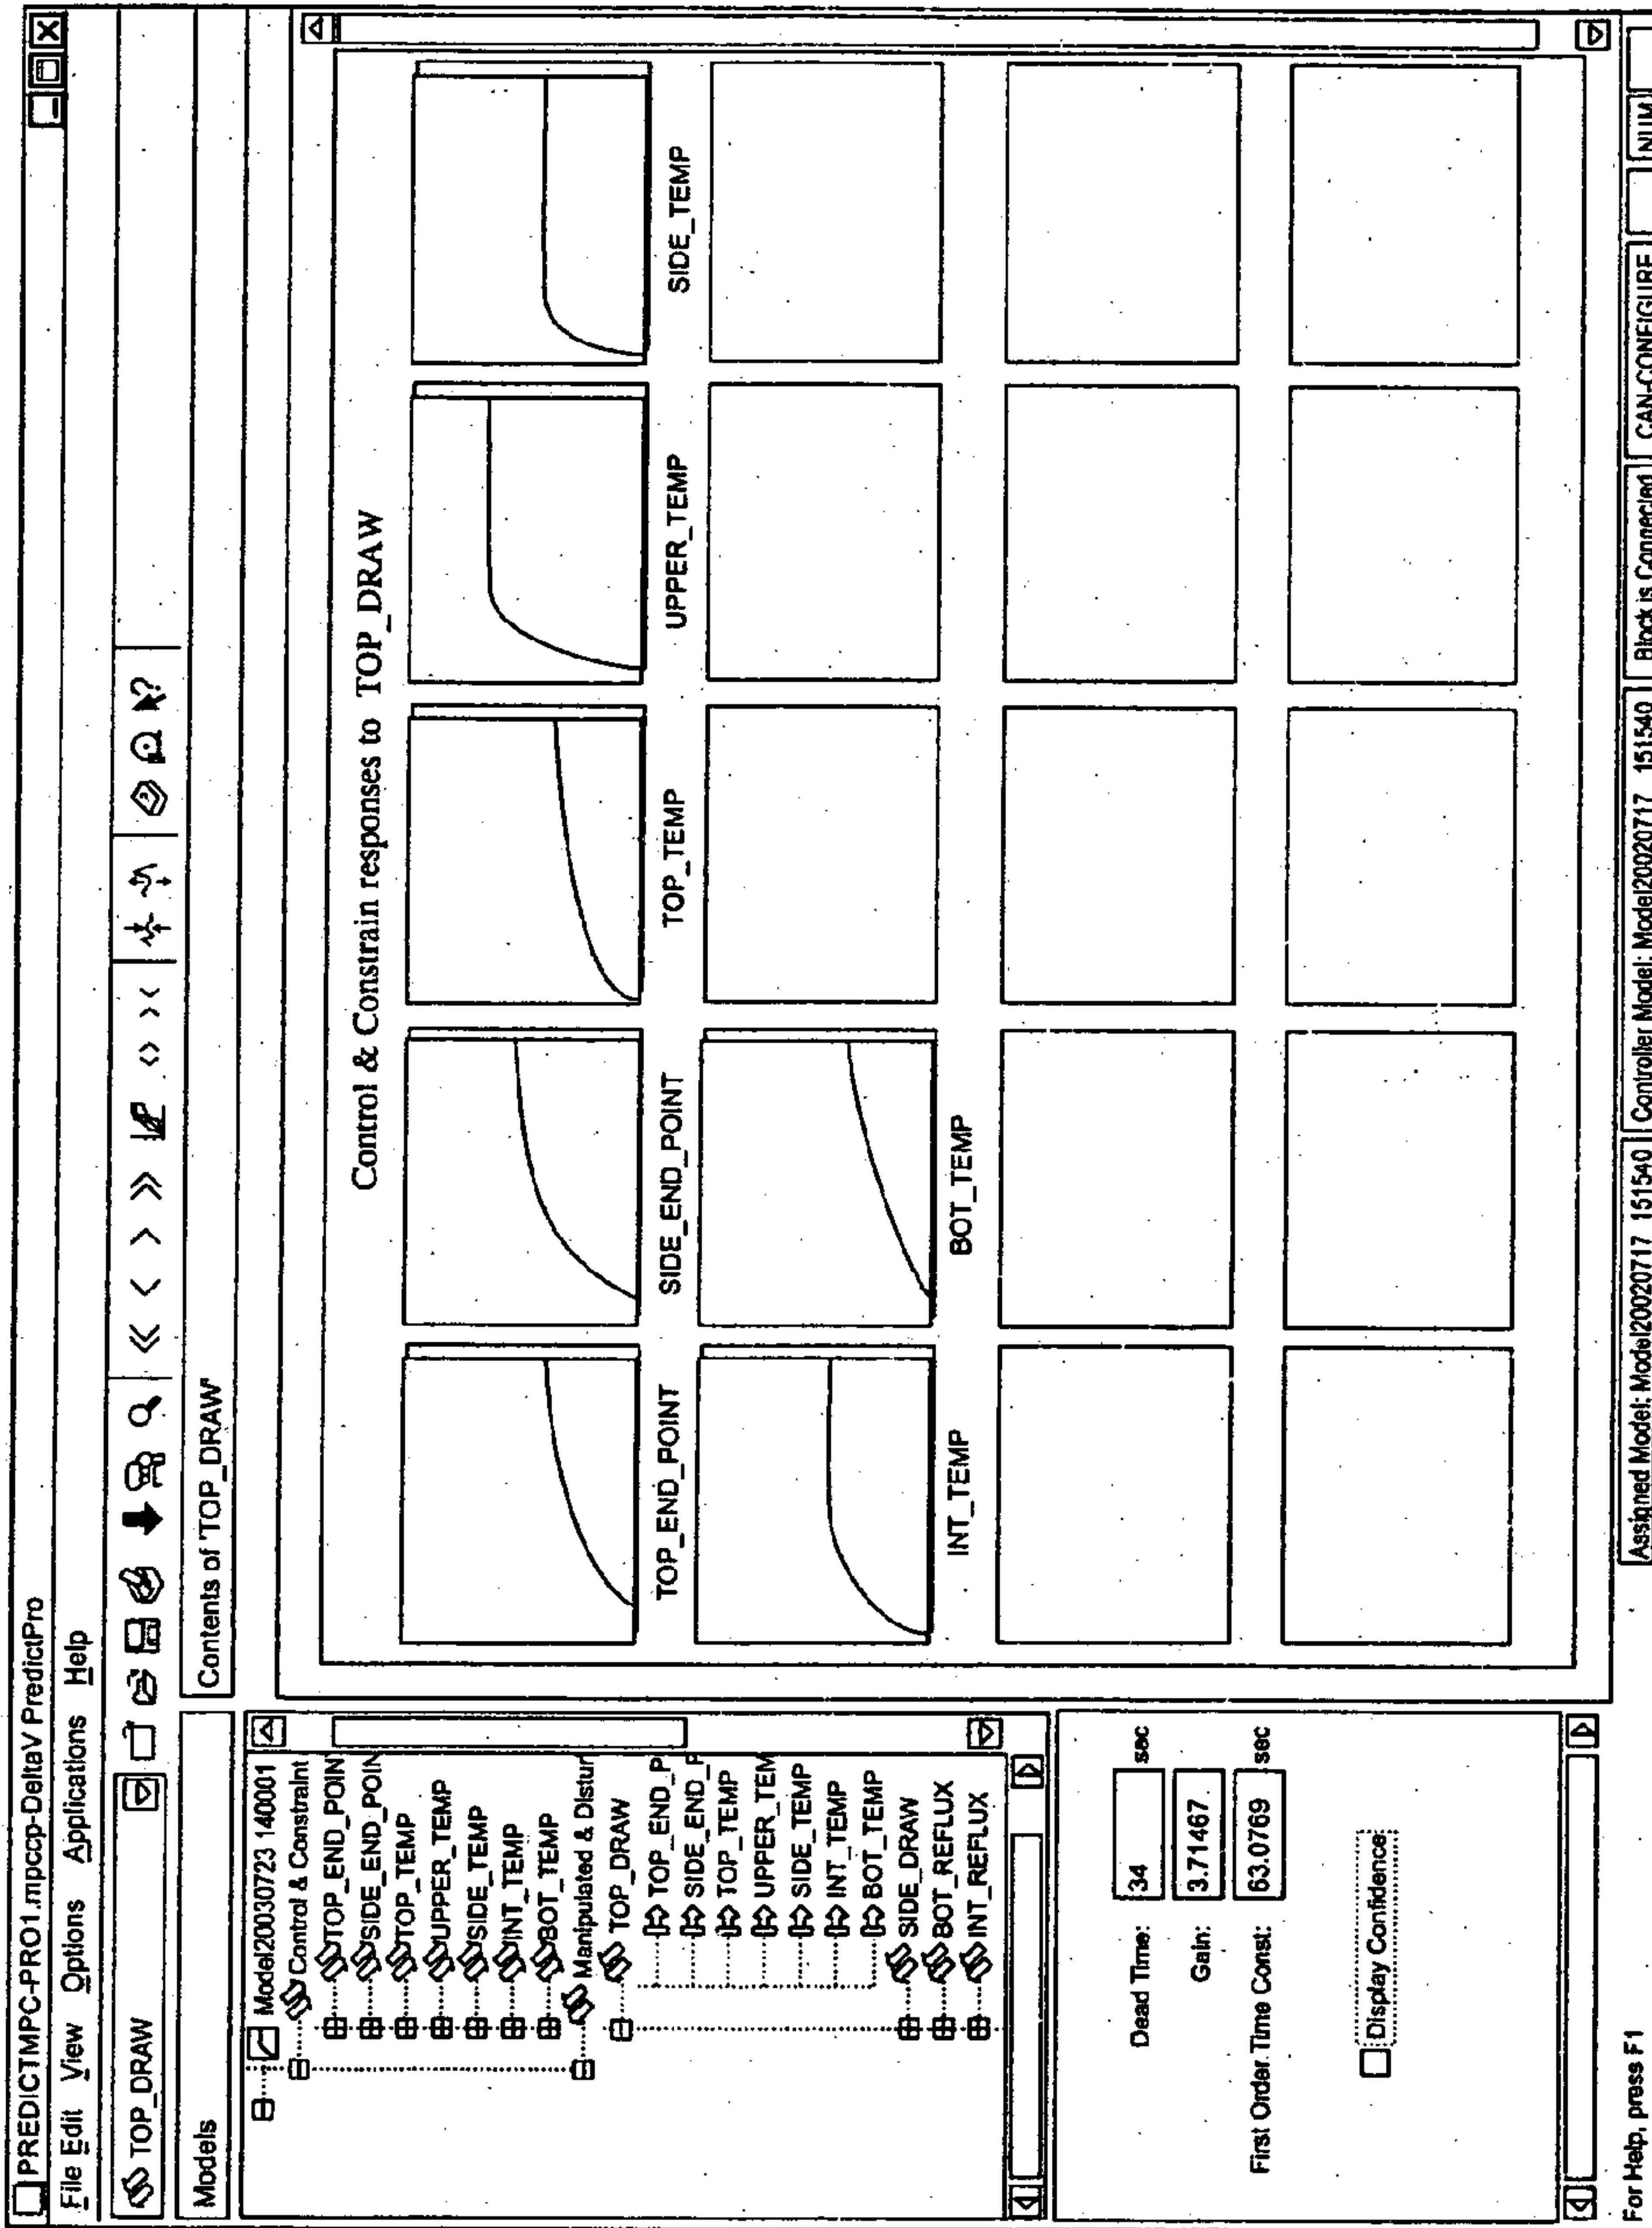 PREDICTMPC-PRO1.mpccp-DeltaV PredictPro
File Edit View Options Applications Help
TOP_DRAW
Models
Contents of 'TOP_DRAW'
Model20030723 140001
Control & Constraint
TOP_END_POINT
SIDE_END_POIN
TOP_TEMP
UPPER_TEMP
SIDE_TEMP
INT_TEMP
BOT_TEMP
Manipulated & Distur
TOP_DRAW
TOP_END_P
SIDE_END_P
TOP_TEMP
UPPER_TEM
SIDE_TEMP
INT_TEMP
BOT_TEMP
SIDE_DRAW
BOT_REFLUX
INT_REFLUX
Dead Time: 34 sec
Gain: 3.71467
First Order Time Const: 63.0769 sec
Display Confidence
Control & Constrain responses to TOP_DRAW
TOP_END_POINT SIDE_END_POINT TOP_TEMP UPPER_TEMP SIDE_TEMP
INT_TEMP BOT_TEMP
For Help, press F1
Assigned Model: Model20020717 151540 Controller Model: Model20020717 151540 Block is Connected CAN-CONFIGURE NUM